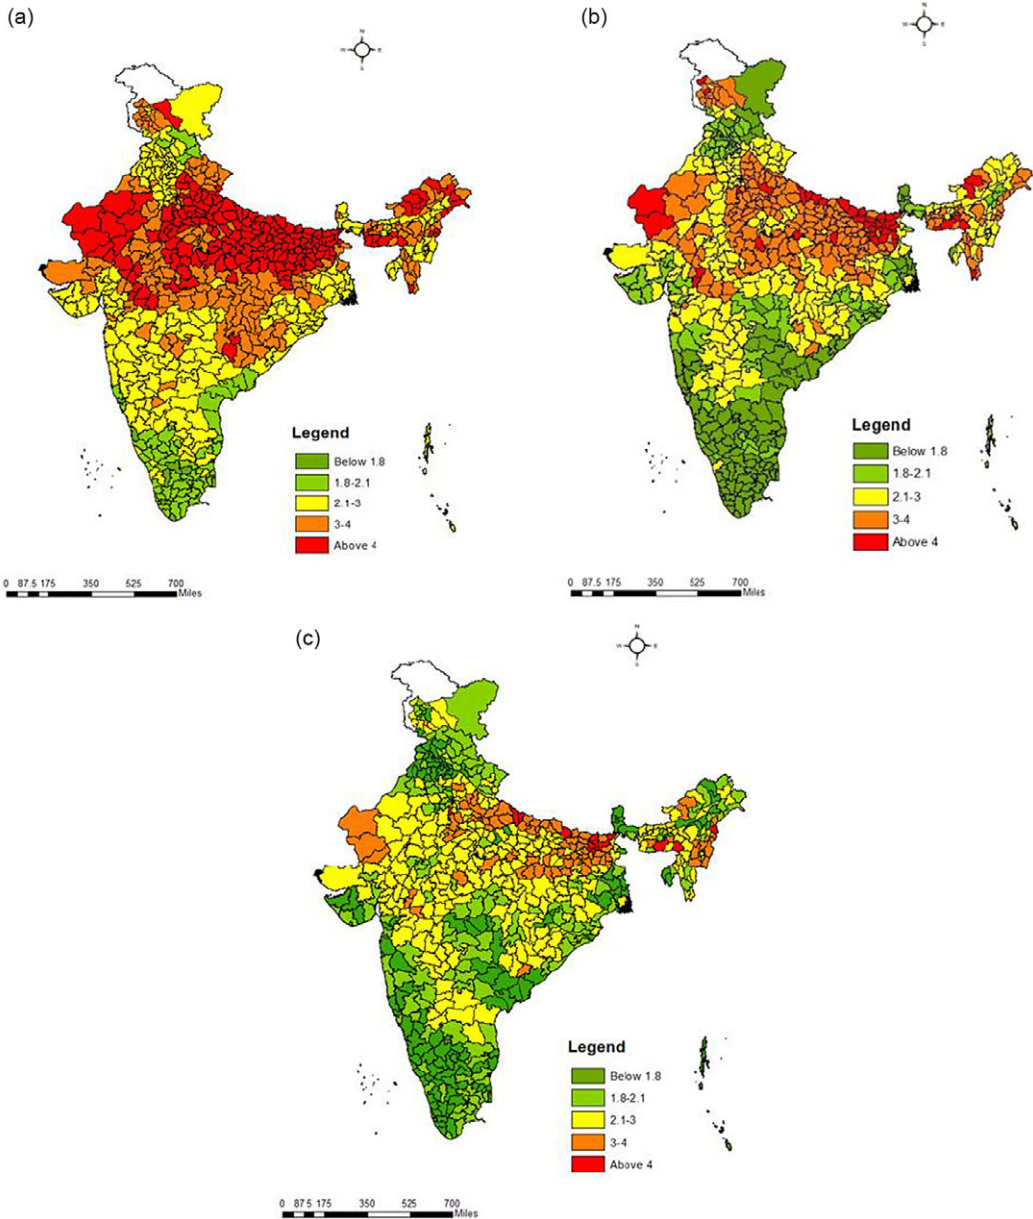 (a)
N
W E
S
Legend
Below 1.8
1.8-2.1
2.1-3
3-4
Above 4
0 87.5 175 350 525 700
Miles
(b)
N
W E
S
Legend
Below 1.8
1.8-2.1
2.1-3
3-4
Above 4
0 87.5 175 350 525 700
Miles
(c)
N
W E
S
Legend
Below 1.8
1.8-2.1
2.1-3
3-4
Above 4
0 87.5 175 350 525 700
Miles